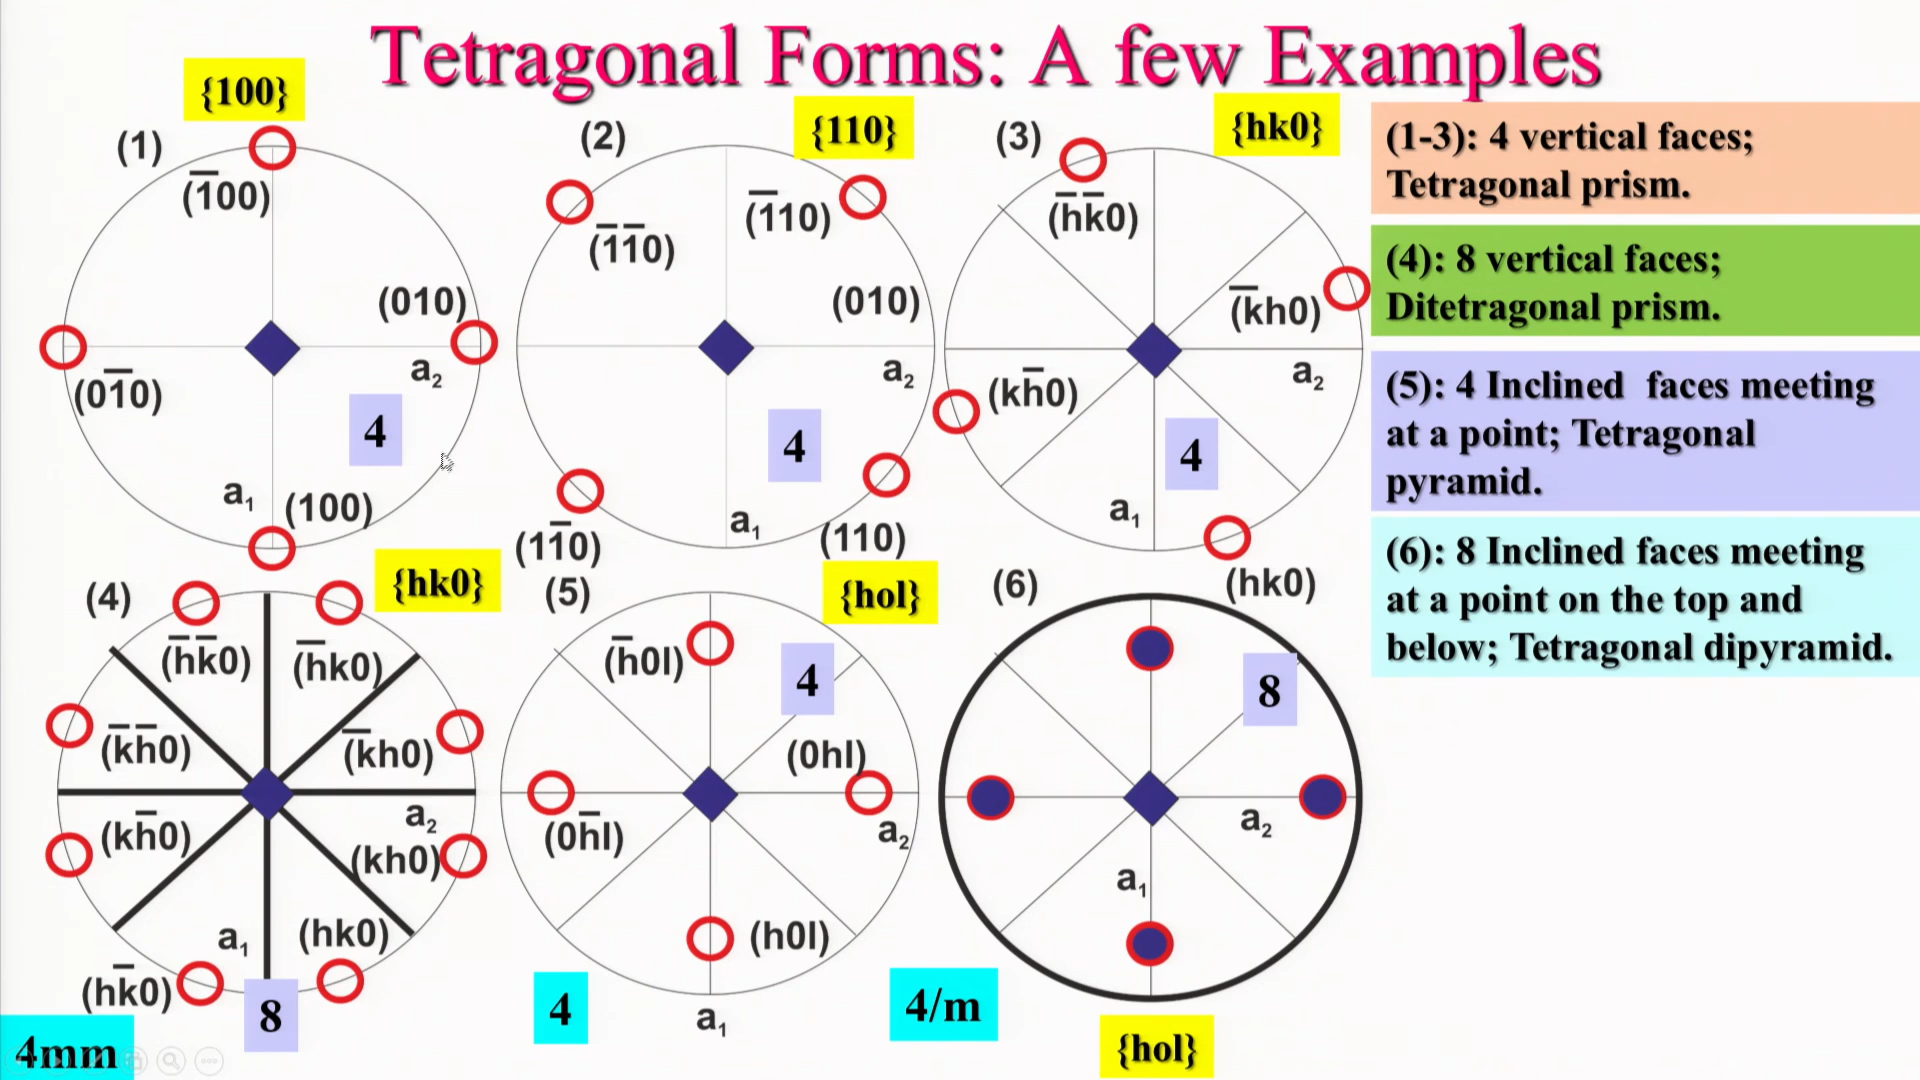 Tetragonal Forms: A few Examples
{100}
(1)
(1̅00)
(010)
(01̅0)
a₂
4
a₁
(100)
(2)
{110}
(1̅1̅0)
(1̅10)
(010)
a₂
4
a₁
(11̅0)
(110)
(3)
{hk0}
(h̅k̅0)
(k̅h0)
a₂
(kh̅0)
4
a₁
(hk0)
(4)
{hk0}
(h̅k̅0)
(h̅k0)
(k̅h̅0)
(k̅h0)
(kh̅0)
a₂
(kh0)
a₁
(hk0)
(hk̅0)
8
4mm
(5)
{hol}
(h̅0l)
4
(0hl)
(0h̅l)
a₂
(h0l)
4
a₁
(6)
8
a₂
a₁
4/m
{hol}
(1-3): 4 vertical faces;
Tetragonal prism.
(4): 8 vertical faces;
Ditetragonal prism.
(5): 4 Inclined faces meeting
at a point; Tetragonal
pyramid.
(6): 8 Inclined faces meeting
at a point on the top and
below; Tetragonal dipyramid.